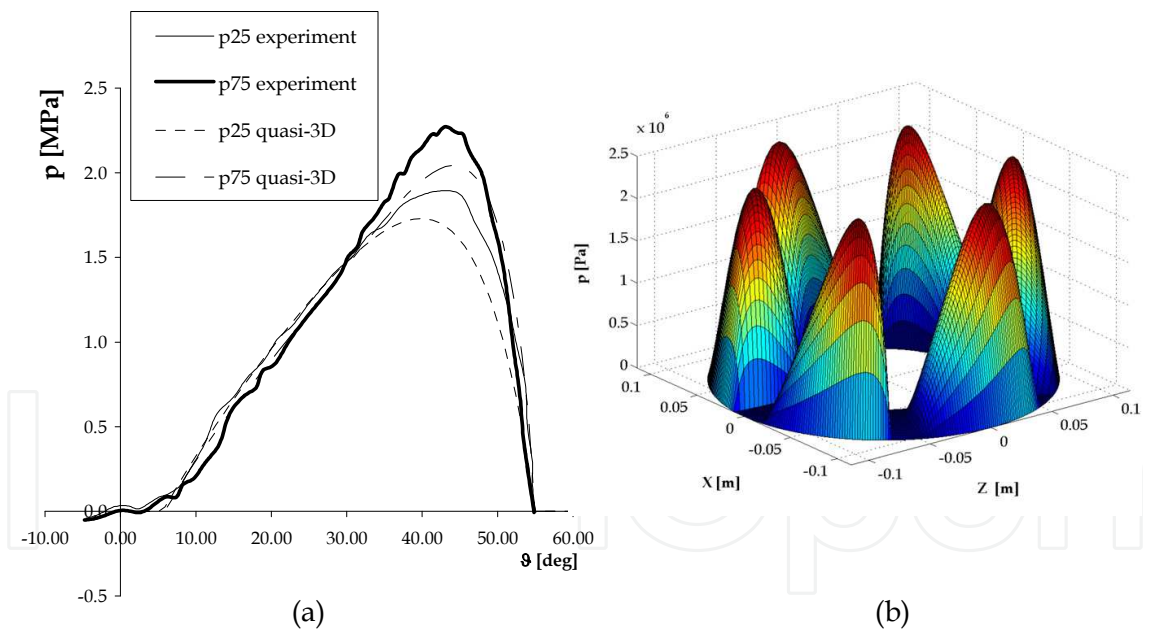 p25 experiment
p75 experiment
p25 quasi-3D
p75 quasi-3D
p [MPa]
2.5
2.0
1.5
1.0
0.5
0.0
-0.5
-10.00 0.00 10.00 20.00 30.00 40.00 50.00 60.00
ϑ [deg]
(a)
x 10⁶
2.5
2
1.5
1
0.5
0
p [Pa]
0.1
0.05
0
-0.05
-0.1
X [m]
-0.1
-0.05
0
0.05
0.1
Z [m]
(b)